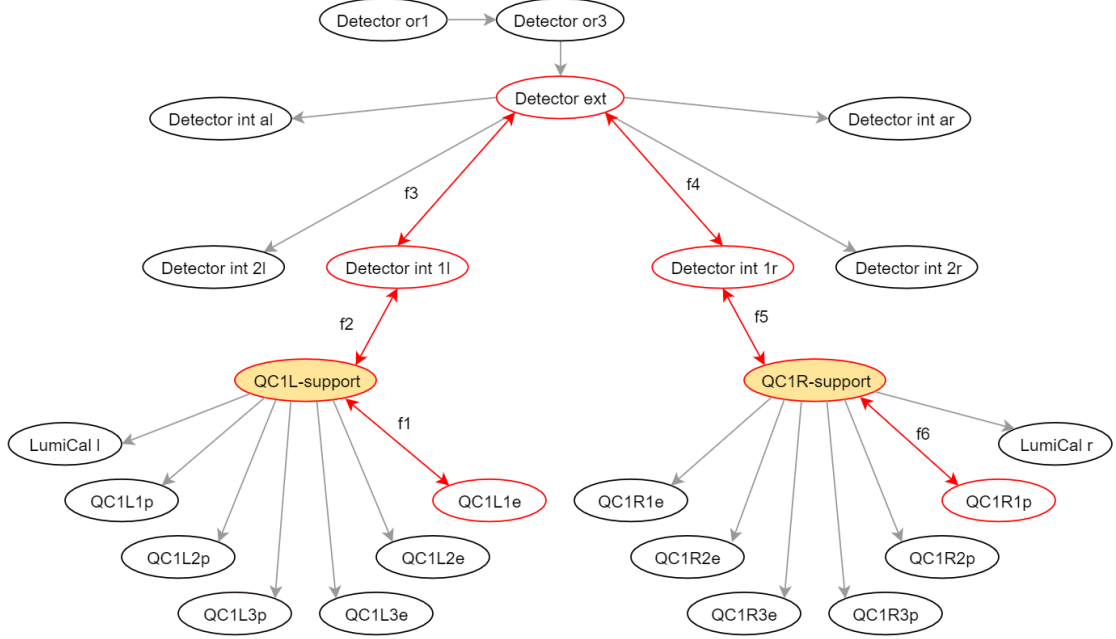 Detector or1
Detector or3
Detector ext
Detector int al
Detector int ar
f3
f4
Detector int 2l
Detector int 1l
Detector int 1r
Detector int 2r
f2
f5
QC1L-support
QC1R-support
f1
f6
LumiCal l
LumiCal r
QC1L1p
QC1L1e
QC1R1e
QC1R1p
QC1L2p
QC1L2e
QC1R2e
QC1R2p
QC1L3p
QC1L3e
QC1R3e
QC1R3p